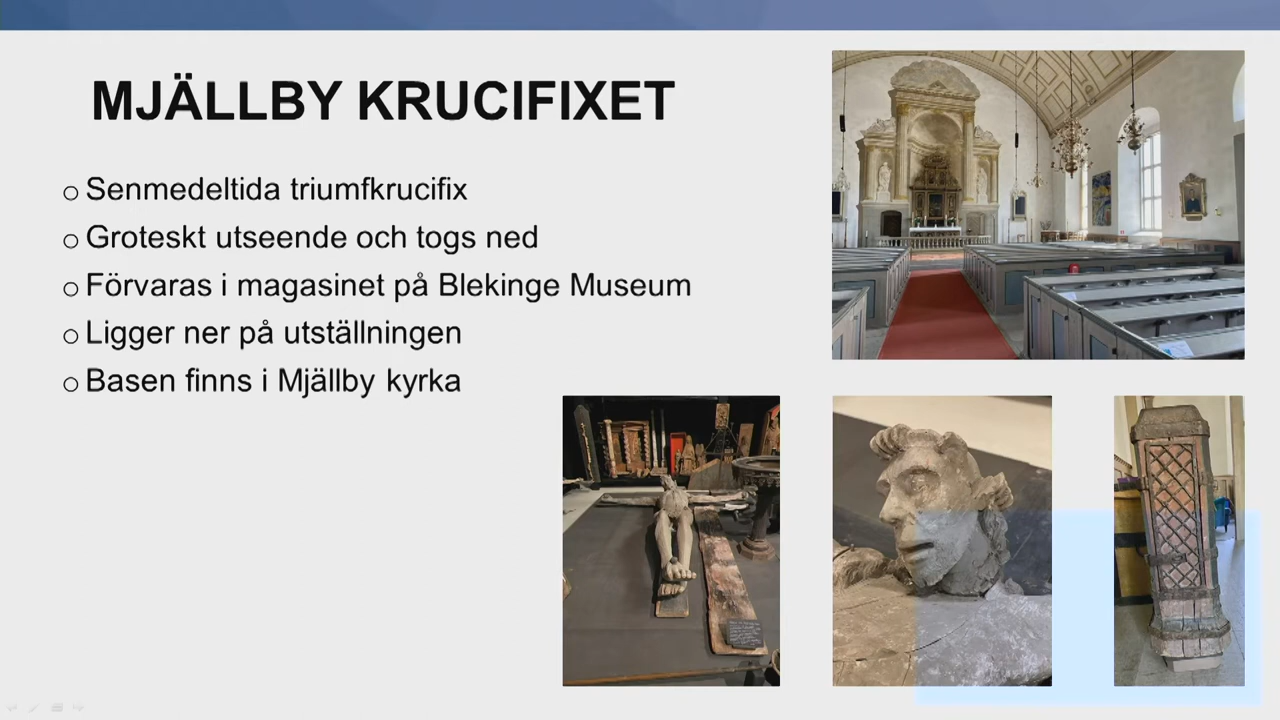 MJÄLLBY KRUCIFIXET
Senmedeltida triumfkrucifix
Groteskt utseende och togs ned
Förvaras i magasinet på Blekinge Museum
Ligger ner på utställningen
Basen finns i Mjällby kyrka